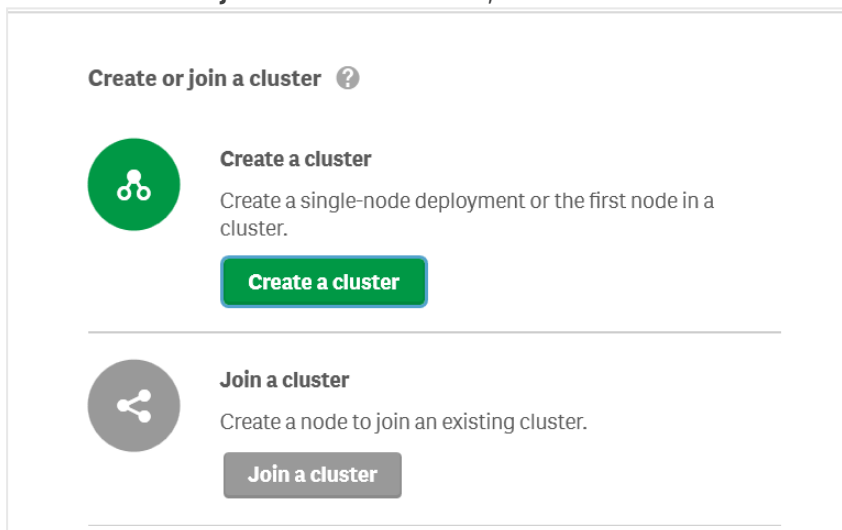 Create or join a cluster ?
Create a cluster
Create a single-node deployment or the first node in a
cluster.
Create a cluster
Join a cluster
Create a node to join an existing cluster.
Join a cluster